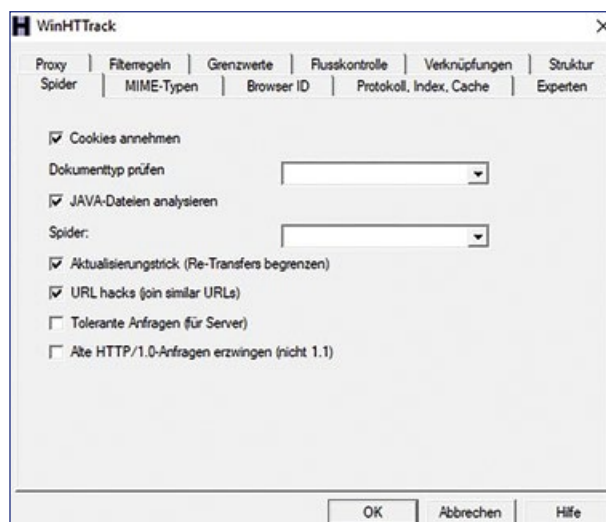 WinHTTrack
Proxy Filterregeln Grenzwerte Flusskontrolle Verknüpfungen Struktur
Spider MIME-Typen Browser ID Protokoll, Index, Cache Experten
Cookies annehmen
Dokumenttyp prüfen
JAVA-Dateien analysieren
Spider:
Aktualisierungstrick (Re-Transfers begrenzen)
URL hacks (join similar URLs)
Tolerante Anfragen (für Server)
Alte HTTP/1.0-Anfragen erzwingen (nicht 1.1)
OK Abbrechen Hilfe